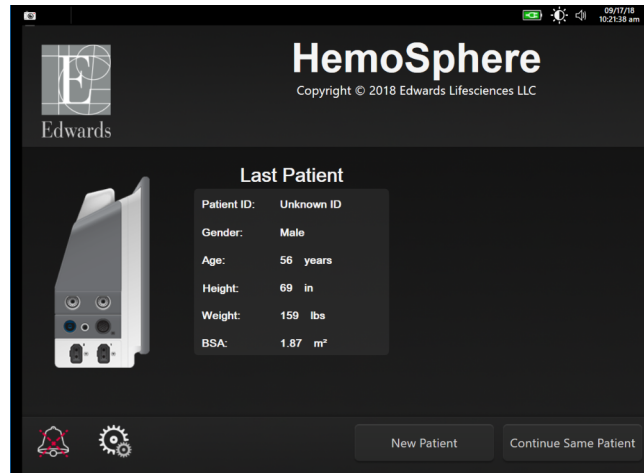 09/17/18
10:21:38 am
HemoSphere
Copyright © 2018 Edwards Lifesciences LLC
E
Edwards
Last Patient
Patient ID: Unknown ID
Gender: Male
Age: 56 years
Height: 69 in
Weight: 159 lbs
BSA: 1.87 m²
New Patient
Continue Same Patient